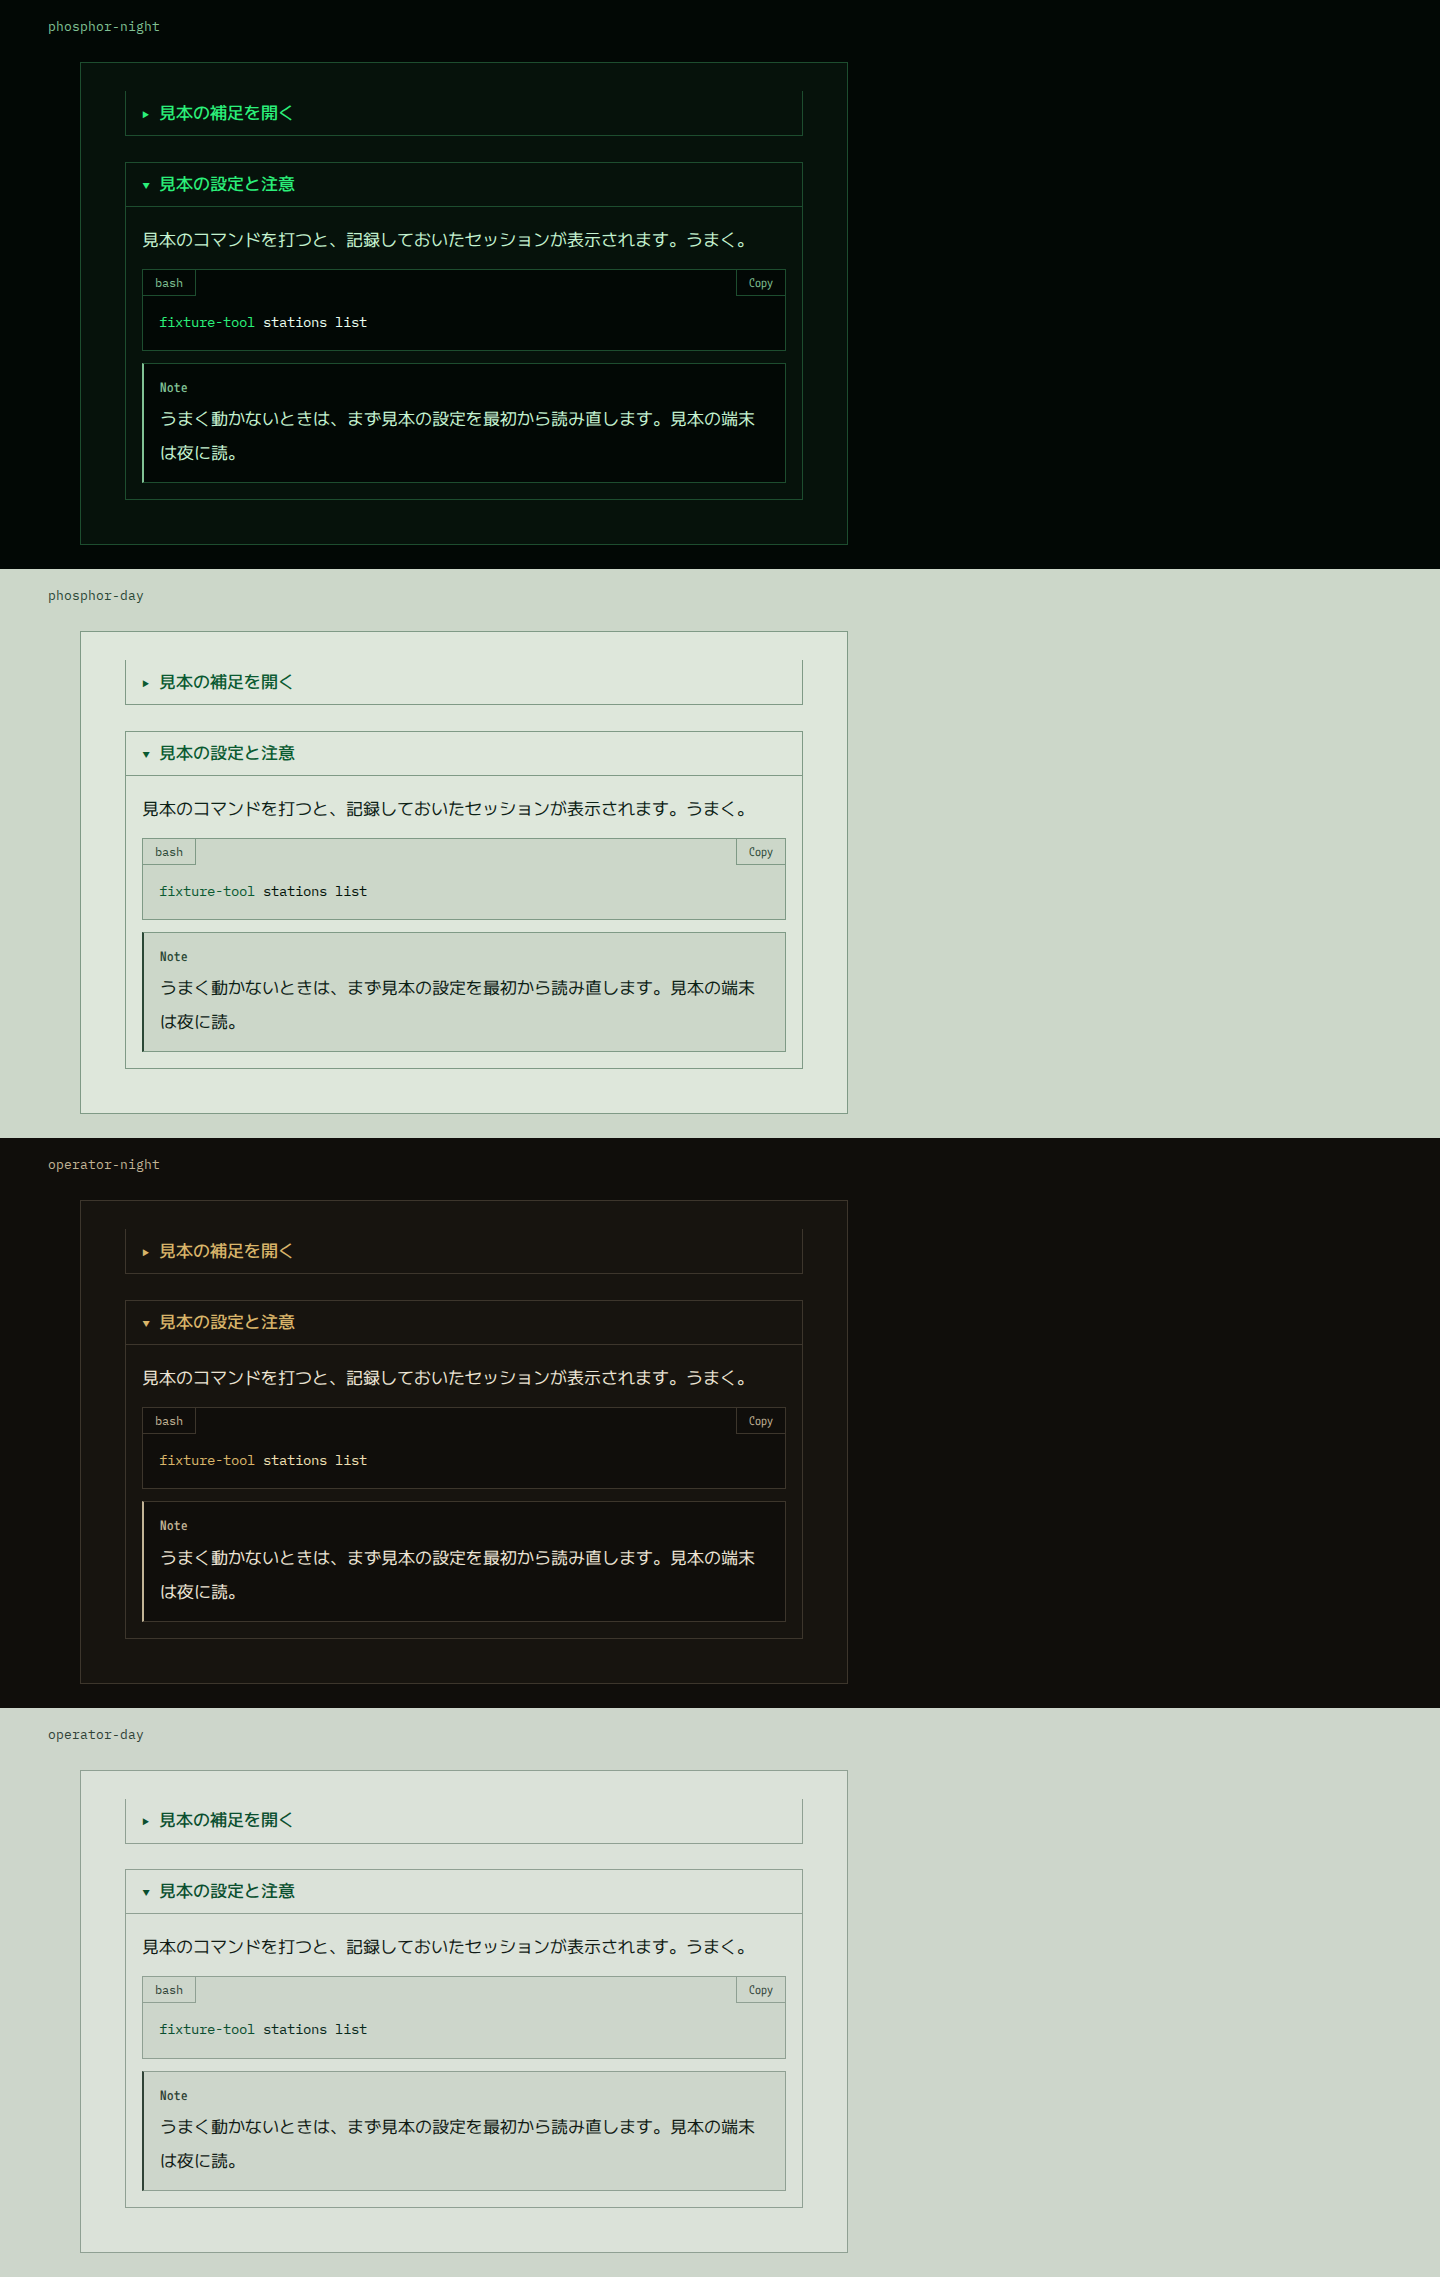 phosphor-night
見本の補足を開く
見本の設定と注意
見本のコマンドを打つと、記録しておいたセッションが表示されます。うまく。
bash
Copy
fixture-tool stations list
Note
うまく動かないときは、まず見本の設定を最初から読み直します。見本の端末
は夜に読。
phosphor-day
見本の補足を開く
見本の設定と注意
見本のコマンドを打つと、記録しておいたセッションが表示されます。うまく。
bash
Copy
fixture-tool stations list
Note
うまく動かないときは、まず見本の設定を最初から読み直します。見本の端末
は夜に読。
operator-night
見本の補足を開く
見本の設定と注意
見本のコマンドを打つと、記録しておいたセッションが表示されます。うまく。
bash
Copy
fixture-tool stations list
Note
うまく動かないときは、まず見本の設定を最初から読み直します。見本の端末
は夜に読。
operator-day
見本の補足を開く
見本の設定と注意
見本のコマンドを打つと、記録しておいたセッションが表示されます。うまく。
bash
Copy
fixture-tool stations list
Note
うまく動かないときは、まず見本の設定を最初から読み直します。見本の端末
は夜に読。